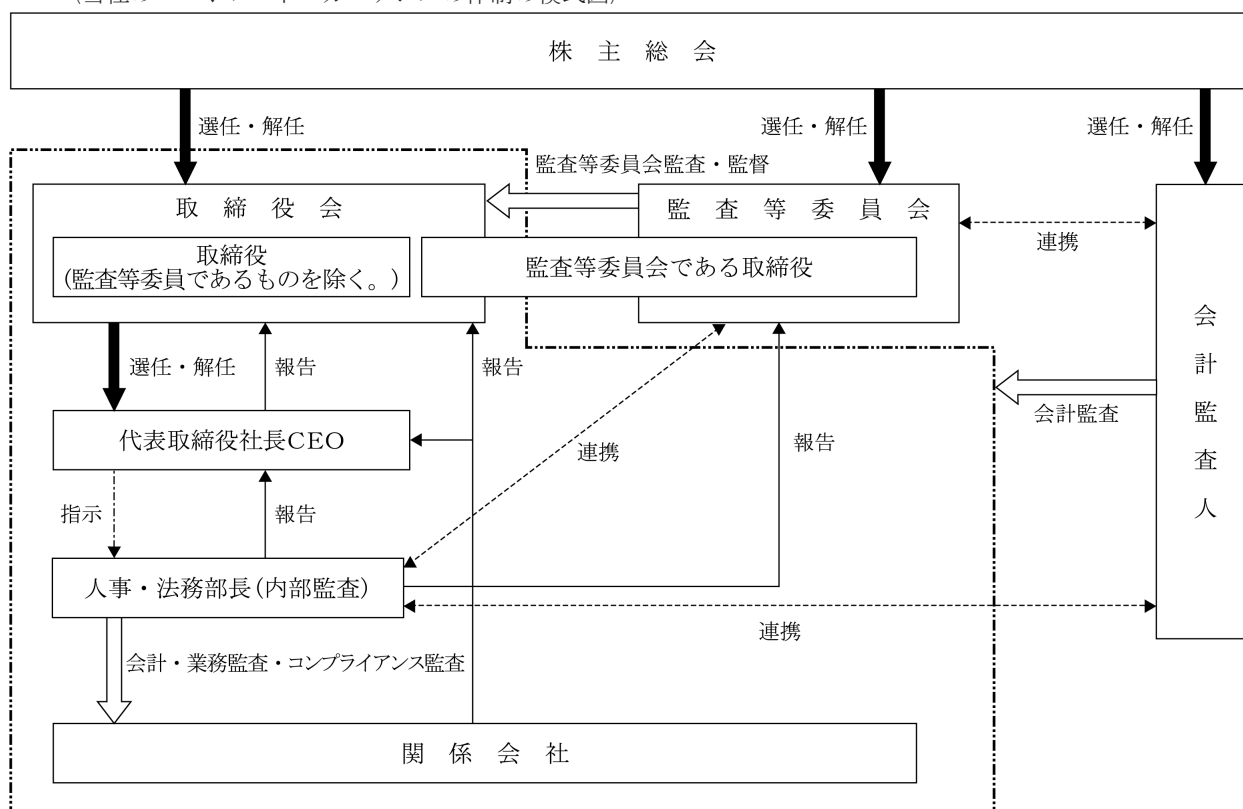 株主総会
選任・解任
選任・解任
選任・解任
監査等委員会監査・監督
取締役会
監査等委員会
連携
取締役
(監査等委員であるものを除く。)
監査等委員会である取締役
会計監査人
選任・解任
報告
報告
会計監査
代表取締役社長CEO
連携
報告
指示
報告
人事・法務部長(内部監査)
連携
会計・業務監査・コンプライアンス監査
関係会社